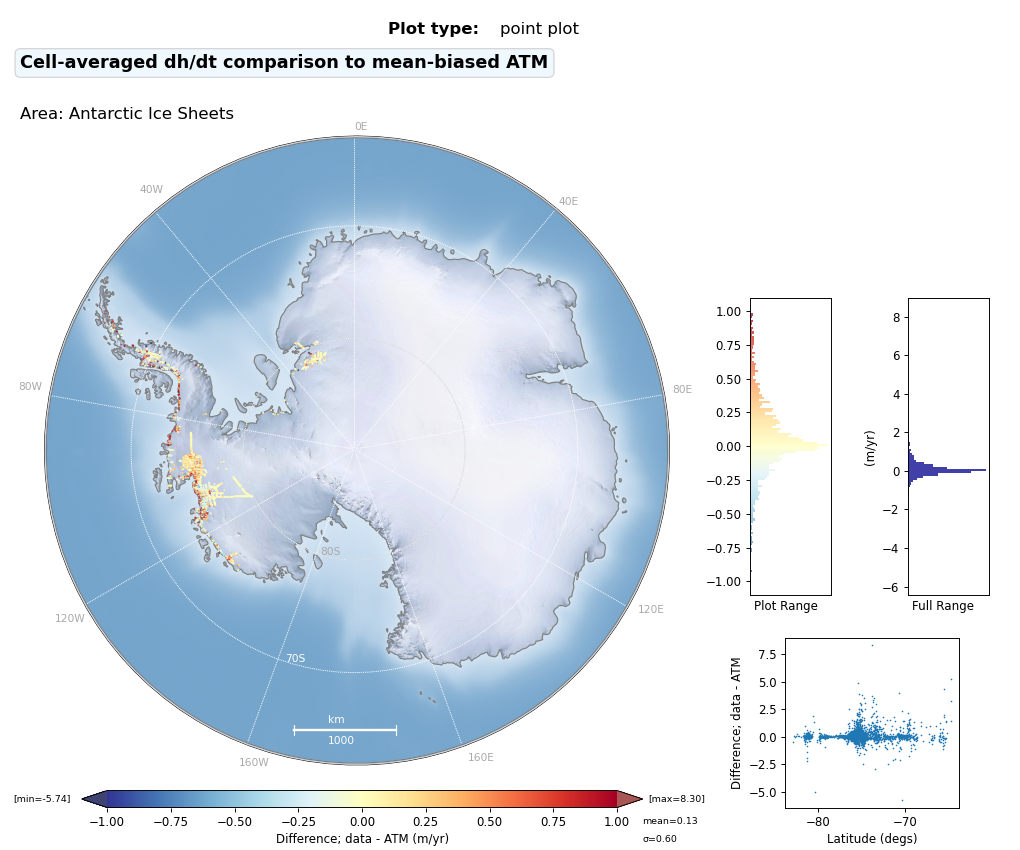 Plot type: point plot
Cell-averaged dh/dt comparison to mean-biased ATM
Area: Antarctic Ice Sheets
0E
40W
40E
80W
80E
120W
120E
160W
160E
80S
70S
km
1000
[min=-5.74]
[max=8.30]
−1.00 −0.75 −0.50 −0.25 0.00 0.25 0.50 0.75 1.00
mean=0.13
σ=0.60
Difference; data - ATM (m/yr)
1.00
0.75
0.50
0.25
0.00
−0.25
−0.50
−0.75
−1.00
Plot Range
(m/yr)
8
6
4
2
0
−2
−4
−6
Full Range
Difference; data - ATM
7.5
5.0
2.5
0.0
−2.5
−5.0
−80 −70
Latitude (degs)